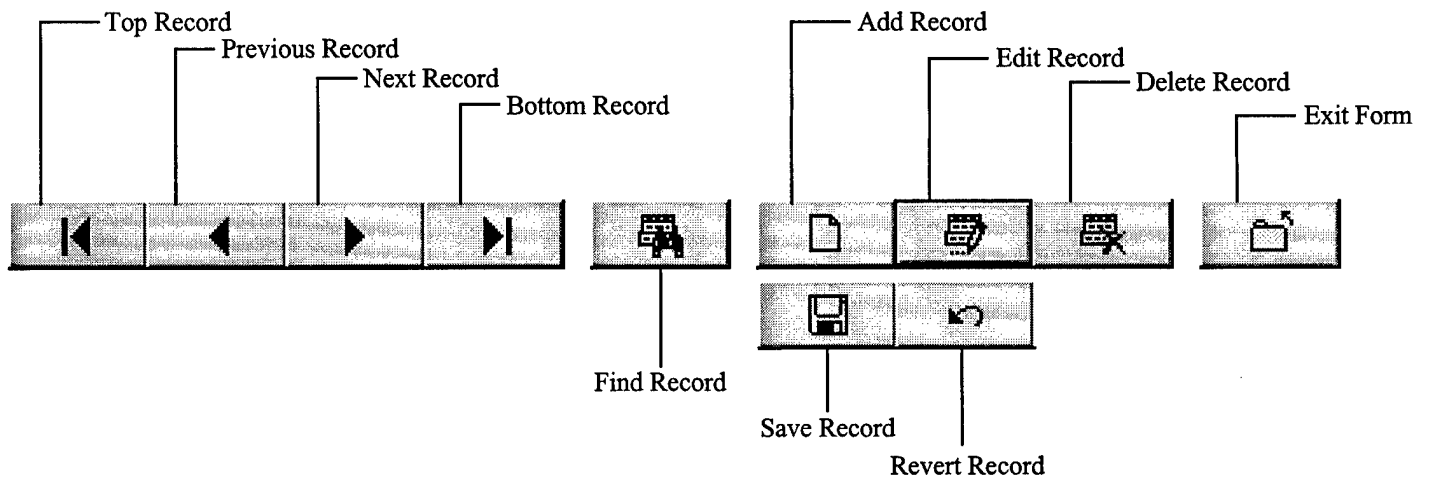 Top Record
Previous Record
Next Record
Bottom Record
Add Record
Edit Record
Delete Record
Exit Form
Find Record
Save Record
Revert Record